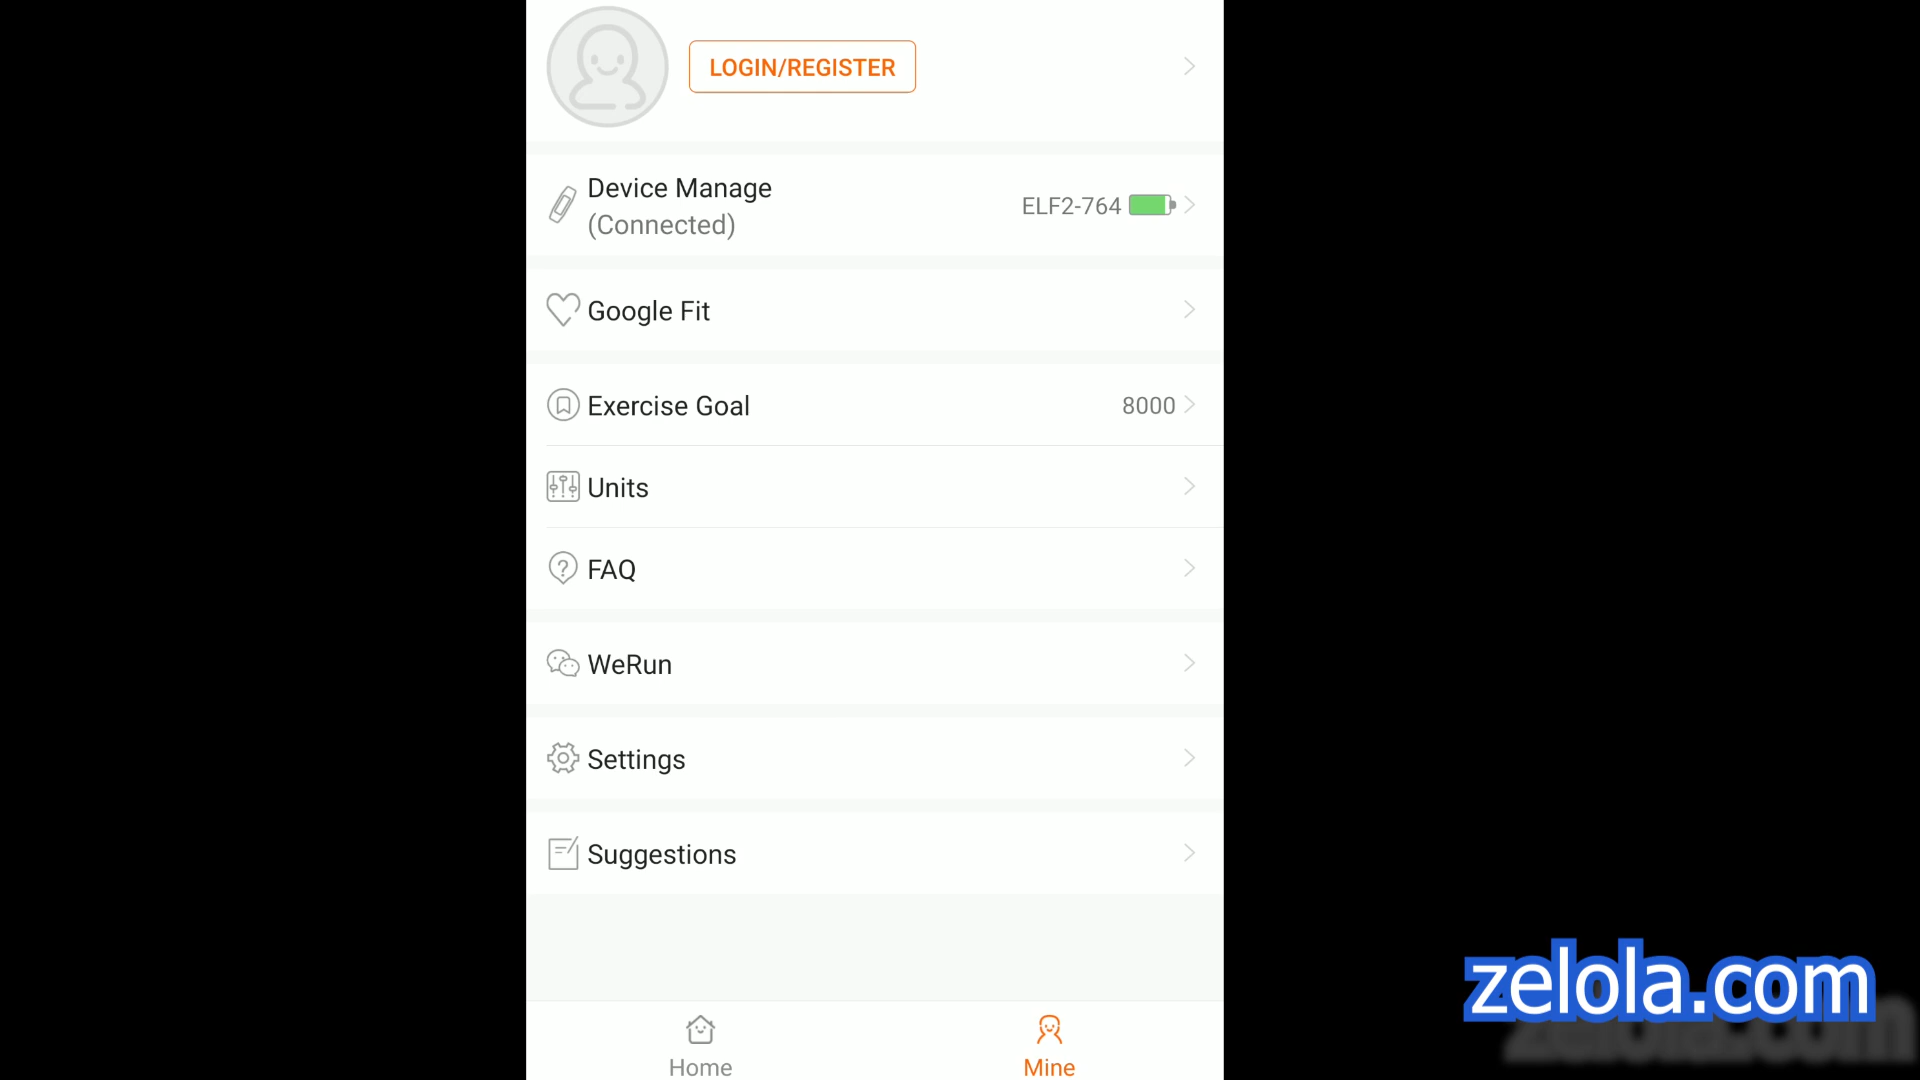 LOGIN/REGISTER
Device Manage
(Connected)
ELF2-764
Google Fit
Exercise Goal
8000
Units
FAQ
WeRun
Settings
Suggestions
Home
Mine
zelola.com